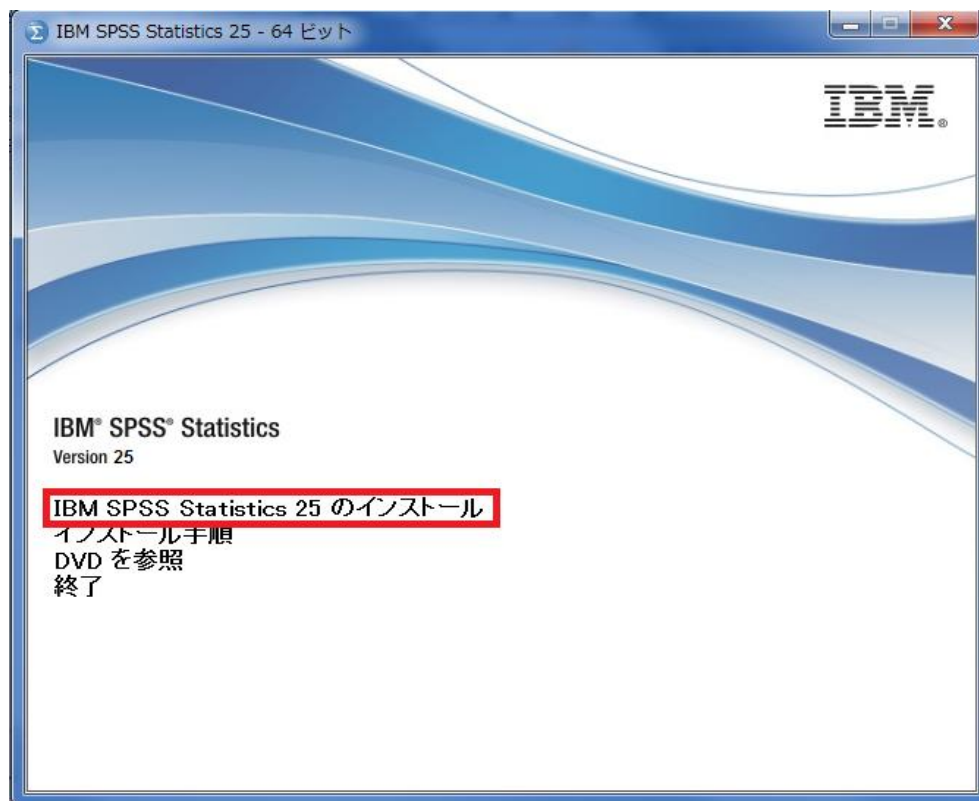 IBM SPSS Statistics 25 - 64 ビット
IBM®
IBM® SPSS® Statistics
Version 25
IBM SPSS Statistics 25 のインストール
インストール手順
DVD を参照
終了